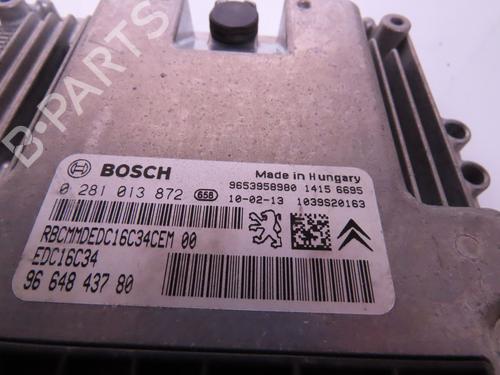 B-PARTS
BOSCH
Made in Hungary
0 281 013 872 658
9653958980 1415 6695
10-02-13 1039S20163
RBCMMDEDC16C34CEM 00
EDC16C34
96 648 437 80